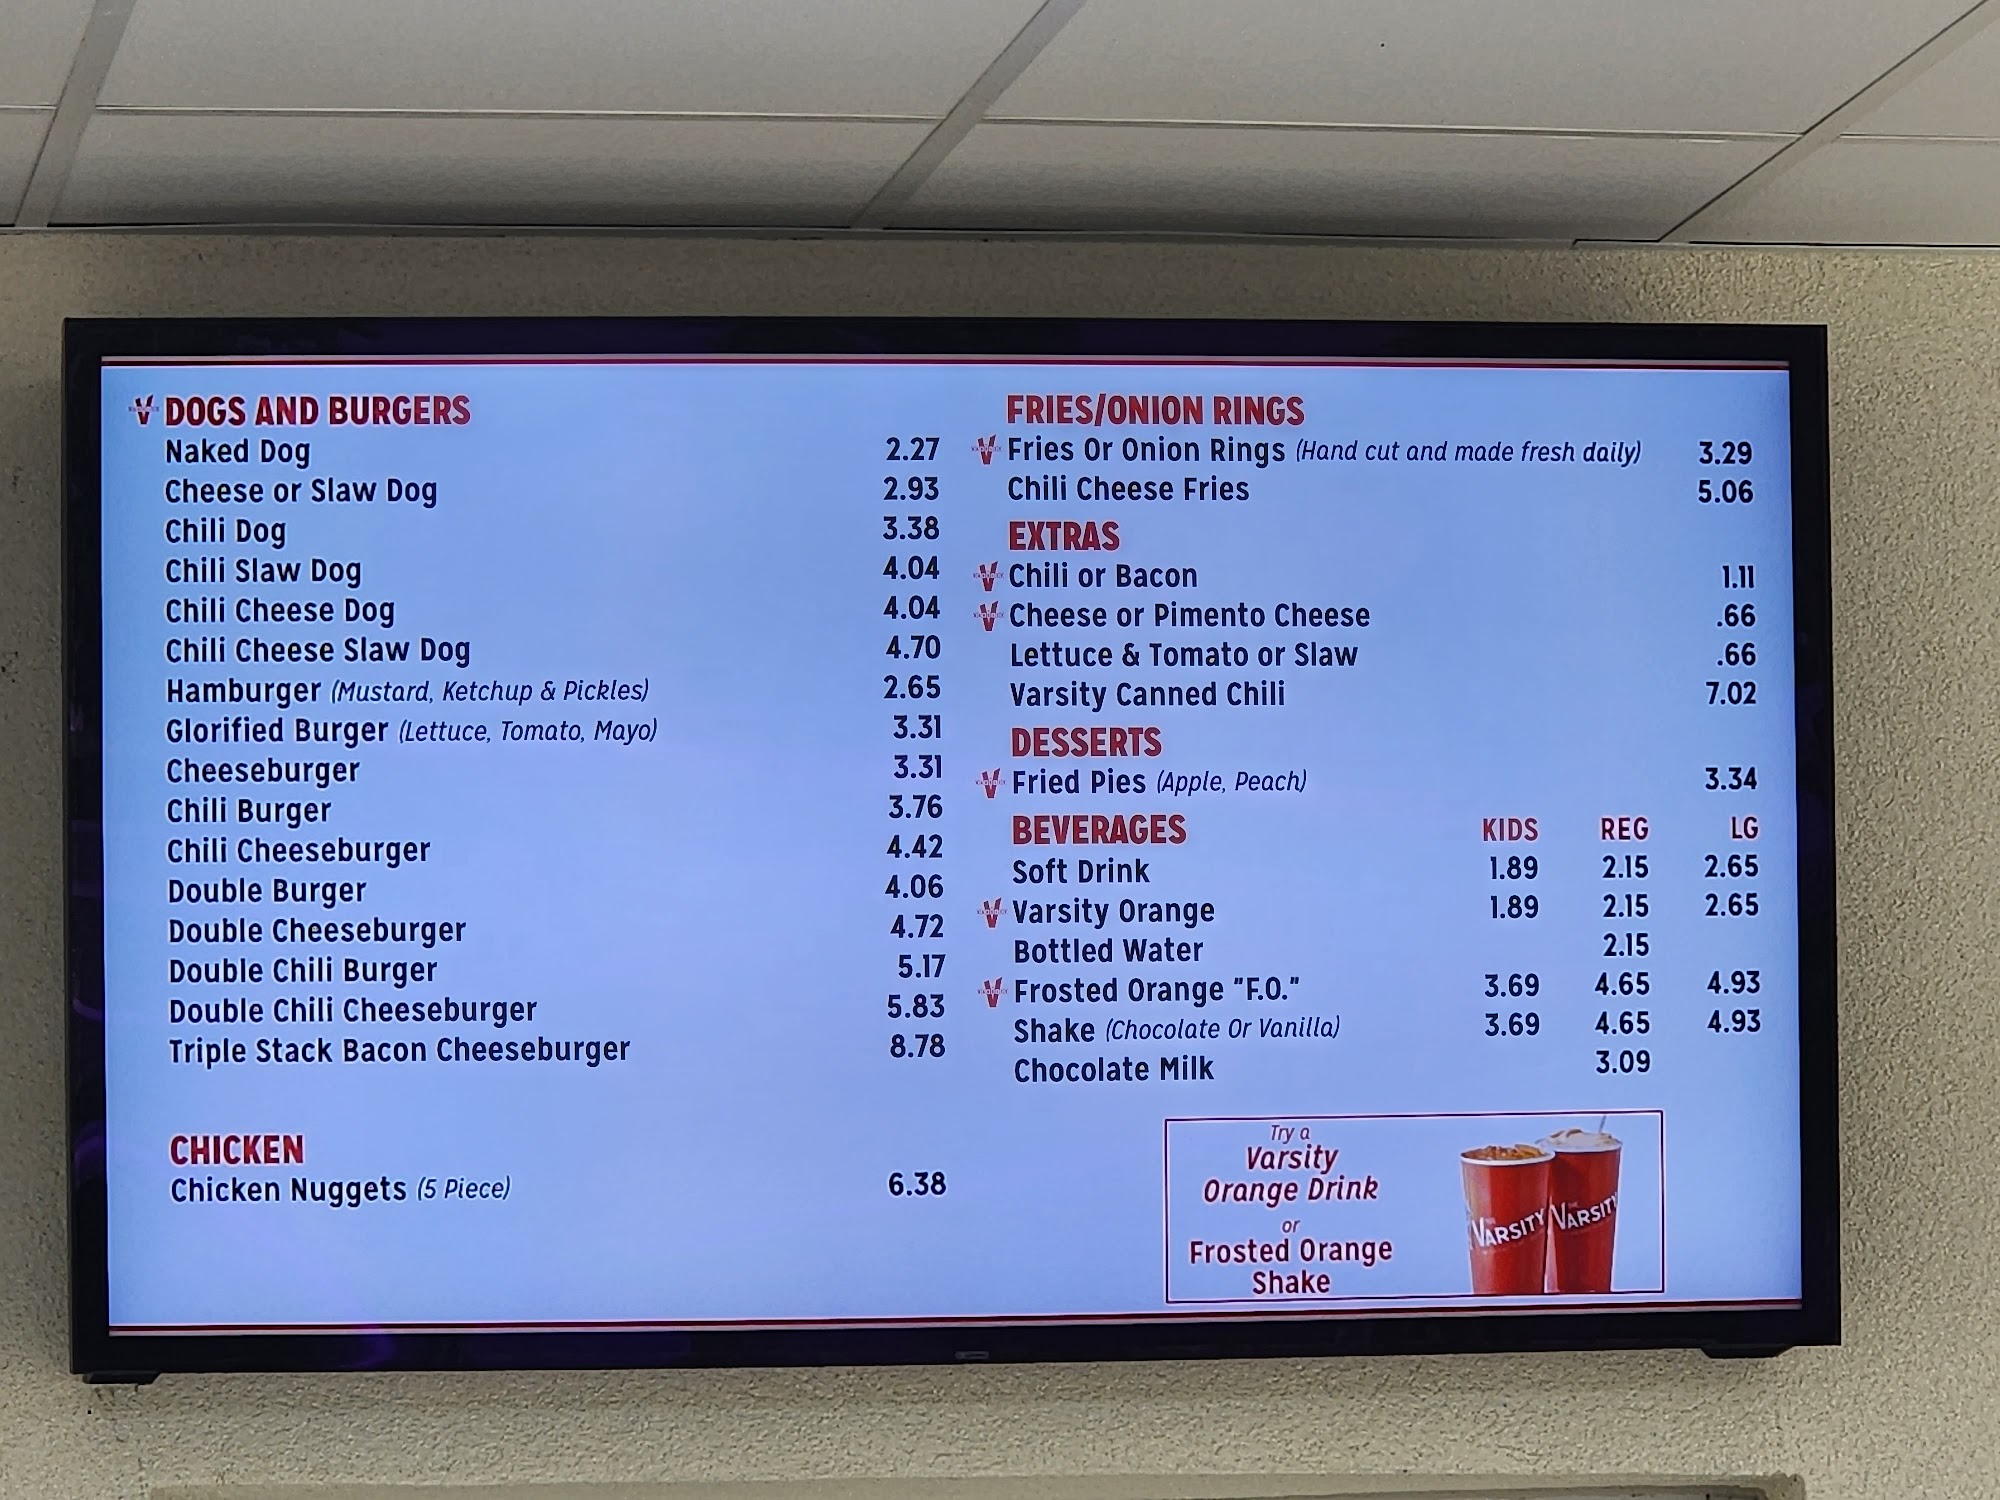 DOGS AND BURGERS
Naked Dog 2.27
Cheese or Slaw Dog 2.93
Chili Dog 3.38
Chili Slaw Dog 4.04
Chili Cheese Dog 4.04
Chili Cheese Slaw Dog 4.70
Hamburger (Mustard, Ketchup & Pickles) 2.65
Glorified Burger (Lettuce, Tomato, Mayo) 3.31
Cheeseburger 3.31
Chili Burger 3.76
Chili Cheeseburger 4.42
Double Burger 4.06
Double Cheeseburger 4.72
Double Chili Burger 5.17
Double Chili Cheeseburger 5.83
Triple Stack Bacon Cheeseburger 8.78
CHICKEN
Chicken Nuggets (5 Piece) 6.38
FRIES/ONION RINGS
Fries Or Onion Rings (Hand cut and made fresh daily) 3.29
Chili Cheese Fries 5.06
EXTRAS
Chili or Bacon 1.11
Cheese or Pimento Cheese .66
Lettuce & Tomato or Slaw .66
Varsity Canned Chili 7.02
DESSERTS
Fried Pies (Apple, Peach) 3.34
BEVERAGES KIDS REG LG
Soft Drink 1.89 2.15 2.65
Varsity Orange 1.89 2.15 2.65
Bottled Water 2.15
Frosted Orange "F.O." 3.69 4.65 4.93
Shake (Chocolate Or Vanilla) 3.69 4.65 4.93
Chocolate Milk 3.09
Try a
Varsity
Orange Drink
or
Frosted Orange
Shake
VARSITY
VARSITY